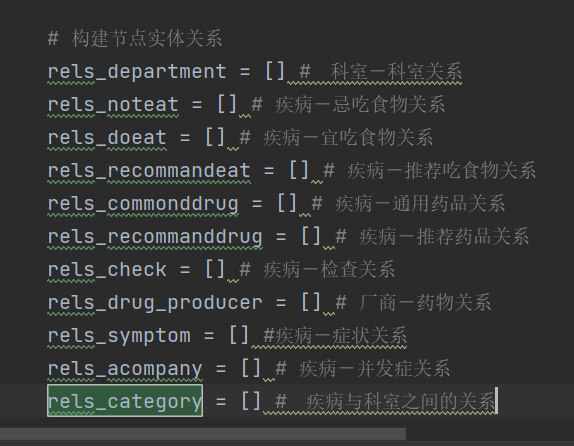 # 构建节点实体关系
rels_department = [] #  科室－科室关系
rels_noteat = [] # 疾病－忌吃食物关系
rels_doeat = [] # 疾病－宜吃食物关系
rels_recommandeat = [] # 疾病－推荐吃食物关系
rels_commonddrug = [] # 疾病－通用药品关系
rels_recommanddrug = [] # 疾病－推荐药品关系
rels_check = [] # 疾病－检查关系
rels_drug_producer = [] # 厂商－药物关系
rels_symptom = [] #疾病－症状关系
rels_acompany = [] # 疾病－并发症关系
rels_category = [] #  疾病与科室之间的关系